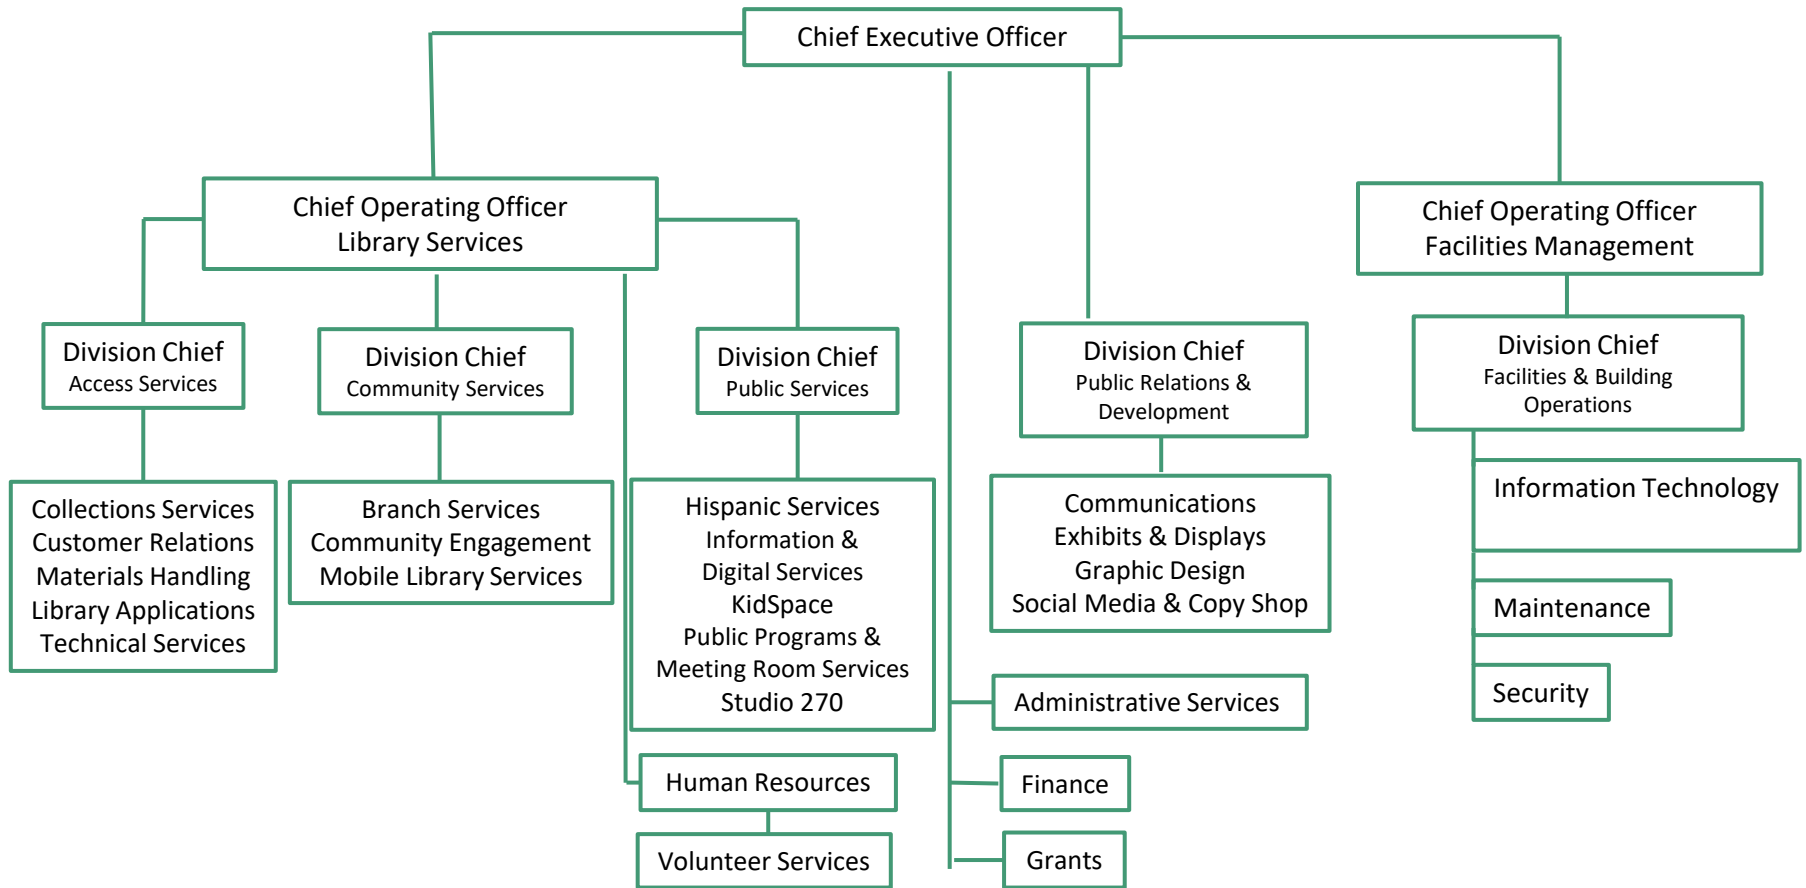 Chief Executive Officer
Chief Operating Officer
Library Services
Chief Operating Officer
Facilities Management
Division Chief
Access Services
Division Chief
Community Services
Division Chief
Public Services
Division Chief
Public Relations &
Development
Division Chief
Facilities & Building
Operations
Collections Services
Customer Relations
Materials Handling
Library Applications
Technical Services
Branch Services
Community Engagement
Mobile Library Services
Hispanic Services
Information &
Digital Services
KidSpace
Public Programs &
Meeting Room Services
Studio 270
Communications
Exhibits & Displays
Graphic Design
Social Media & Copy Shop
Information Technology
Maintenance
Security
Administrative Services
Human Resources
Finance
Volunteer Services
Grants